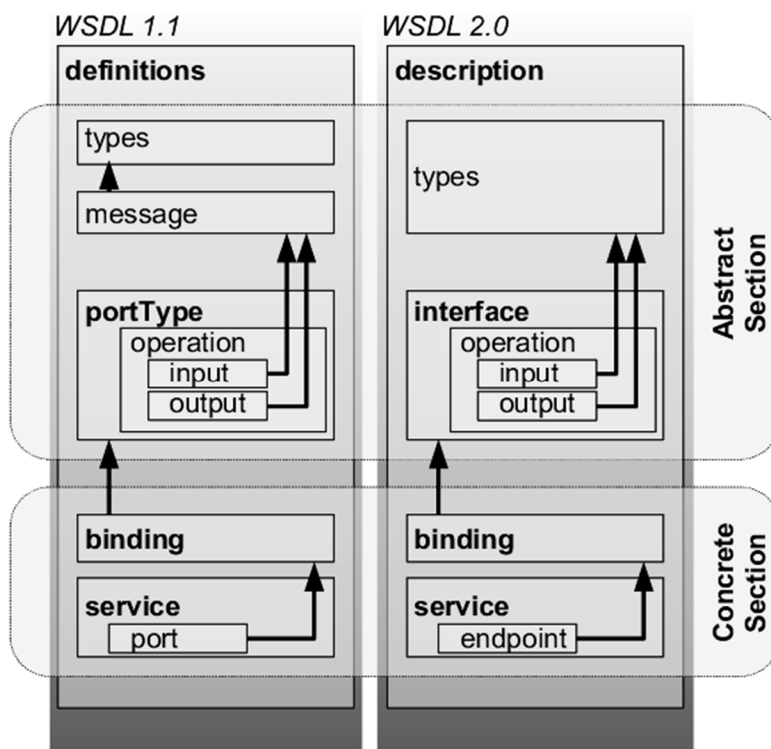 WSDL 1.1
definitions
types
message
portType
operation
input
output
binding
service
port
WSDL 2.0
description
types
interface
operation
input
output
binding
service
endpoint
Abstract
Section
Concrete
Section